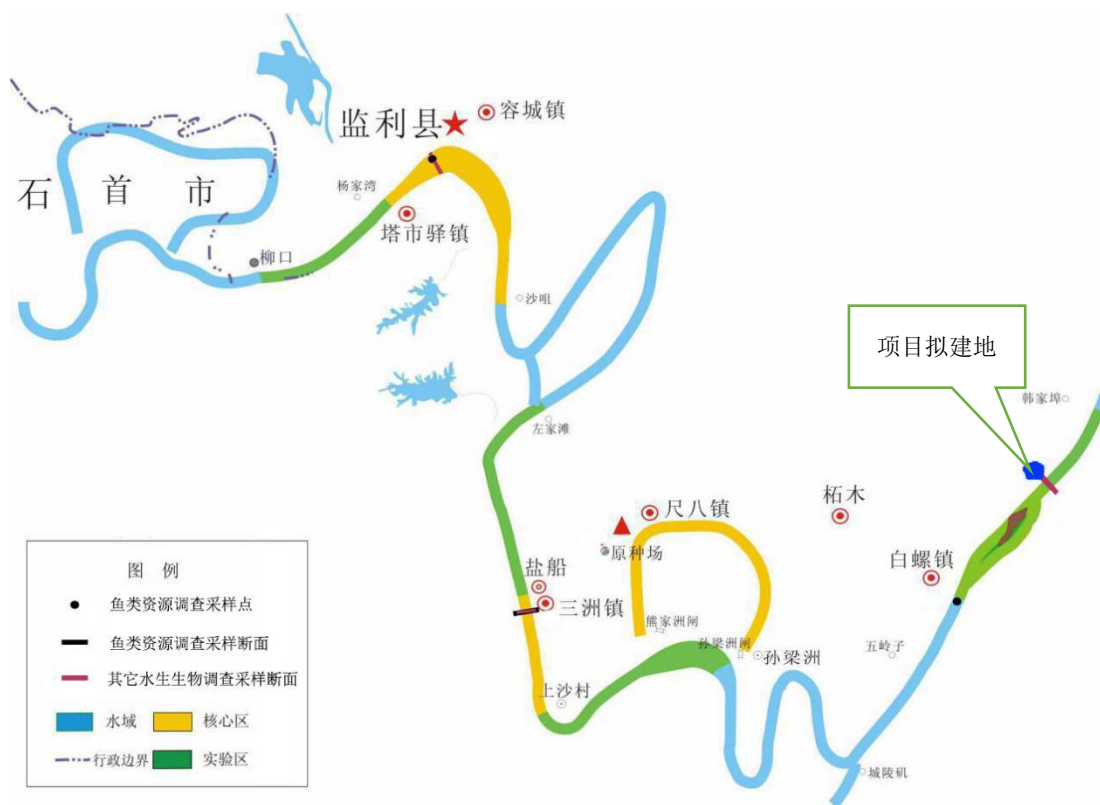 容城镇
监利县
石首市
杨家湾
塔市驿镇
柳口
沙咀
项目拟建地
韩家埠
左家滩
柘木
尺八镇
原种场
白螺镇
盐船
三洲镇
熊家洲闸
孙梁洲闸
孙梁洲
五岭子
上沙村
城陵矶
图 例
鱼类资源调查采样点
鱼类资源调查采样断面
其它水生生物调查采样断面
水域 核心区
行政边界 实验区